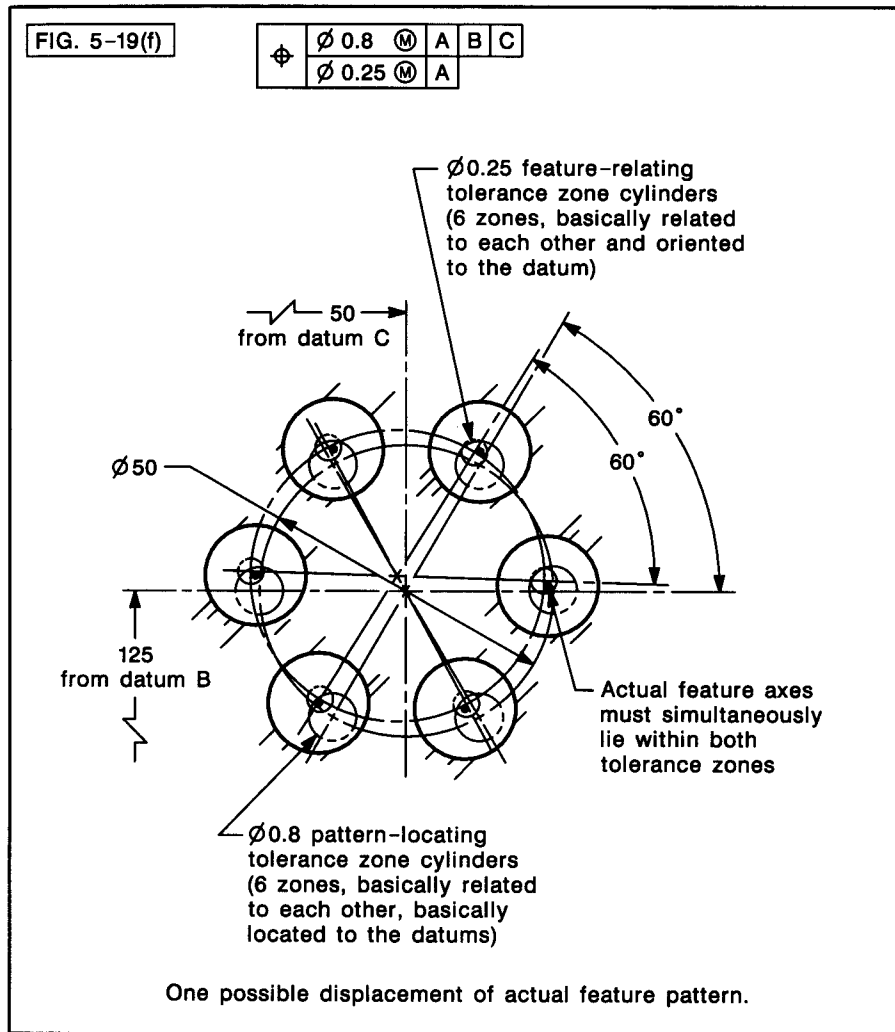 FIG. 5-19(f)
⌖ Ø 0.8 Ⓜ A B C
Ø 0.25 Ⓜ A
Ø0.25 feature-relating
tolerance zone cylinders
(6 zones, basically related
to each other and oriented
to the datum)
50
from datum C
60°
60°
Ø50
125
from datum B
Actual feature axes
must simultaneously
lie within both
tolerance zones
Ø0.8 pattern-locating
tolerance zone cylinders
(6 zones, basically related
to each other, basically
located to the datums)
One possible displacement of actual feature pattern.